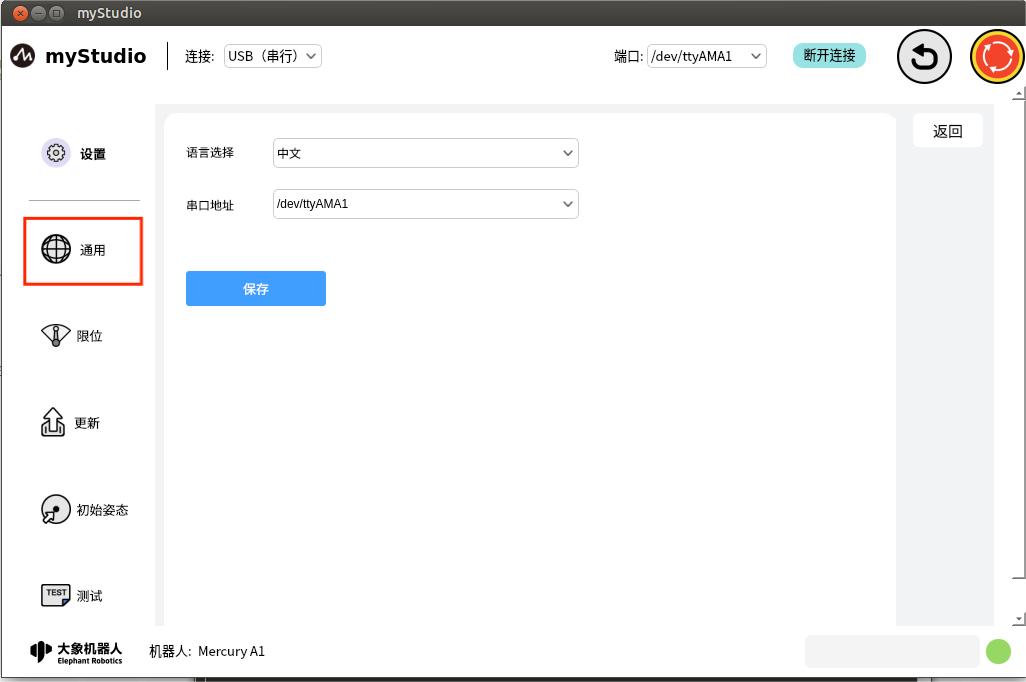 myStudio
myStudio
连接: USB（串行）
端口: /dev/ttyAMA1
断开连接
返回
设置
通用
限位
更新
初始姿态
TEST 测试
语言选择 中文
串口地址 /dev/ttyAMA1
保存
大象机器人
Elephant Robotics
机器人: Mercury A1